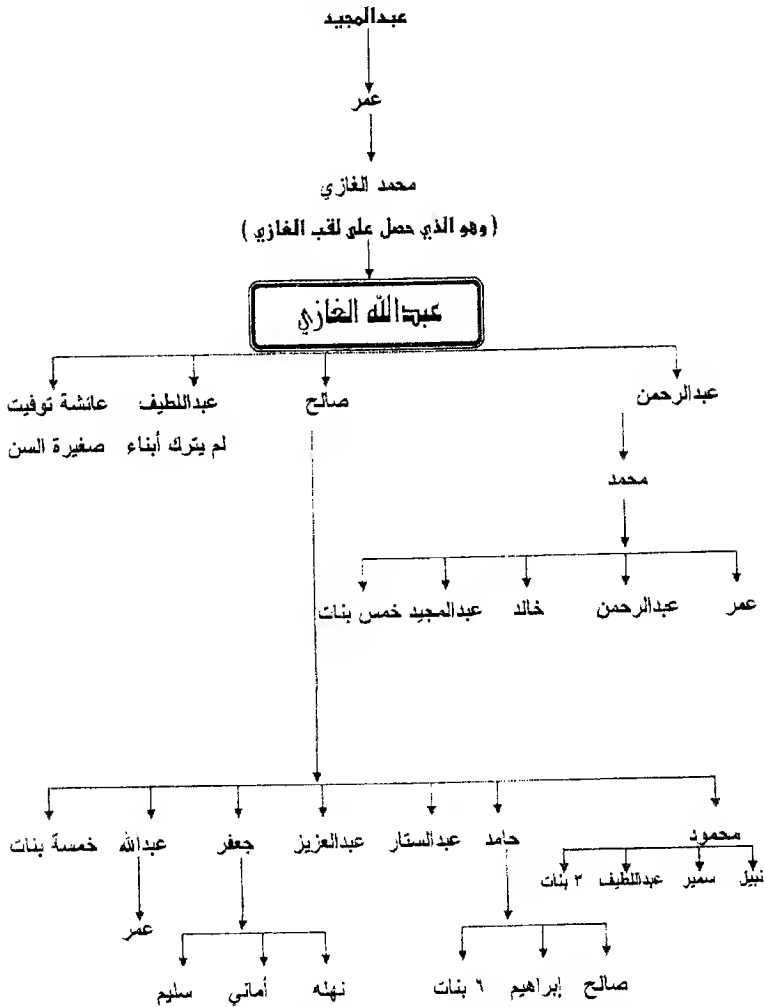 عبدالمجيد
عمر
محمد الغازي
( وهو الذي حصل على لقب الغازي )
عبدالله الغازي
عبدالرحمن صالح عبداللطيف عائشة توفيت
لم يترك أبناء صغيرة السن
محمد
عمر عبدالرحمن خالد عبدالمجيد خمس بنات
محمود حامد عبدالستار عبدالعزيز جعفر عبدالله خمسة بنات
نبيل سمير عبداللطيف ٣ بنات
عمر
صالح إبراهيم ٦ بنات نهله أماني سليم